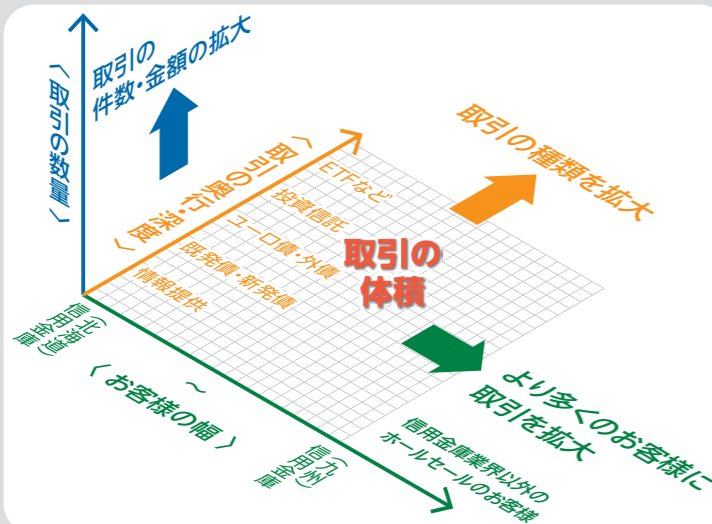 〈取引の数量〉
取引の
件数・金額の拡大
〈取引の奥行・深度〉
ETFなど
投資信託
ユーロ債・外債
既発債・新発債
情報提供
取引の種類を拡大
取引の
体積
(北海道)
信用金庫
〜
〈お客様の幅〉
(九州)
信用金庫
より多くのお客様に
取引を拡大
信用金庫業界以外の
ホールセールのお客様